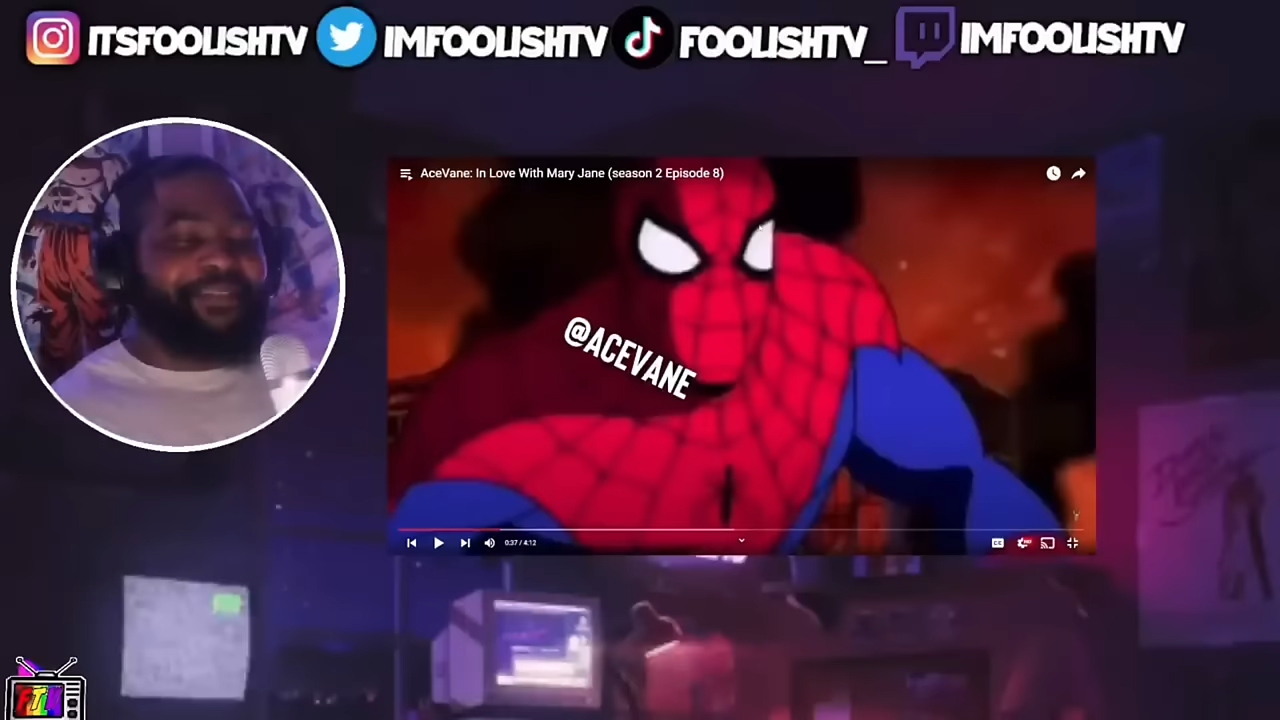 ITSFOOLISHTV IMFOOLISHTV FOOLISHTV_ IMFOOLISHTV
AceVane: In Love With Mary Jane (season 2 Episode 8)
@ACEVANE
0:37 / 4:12
CC